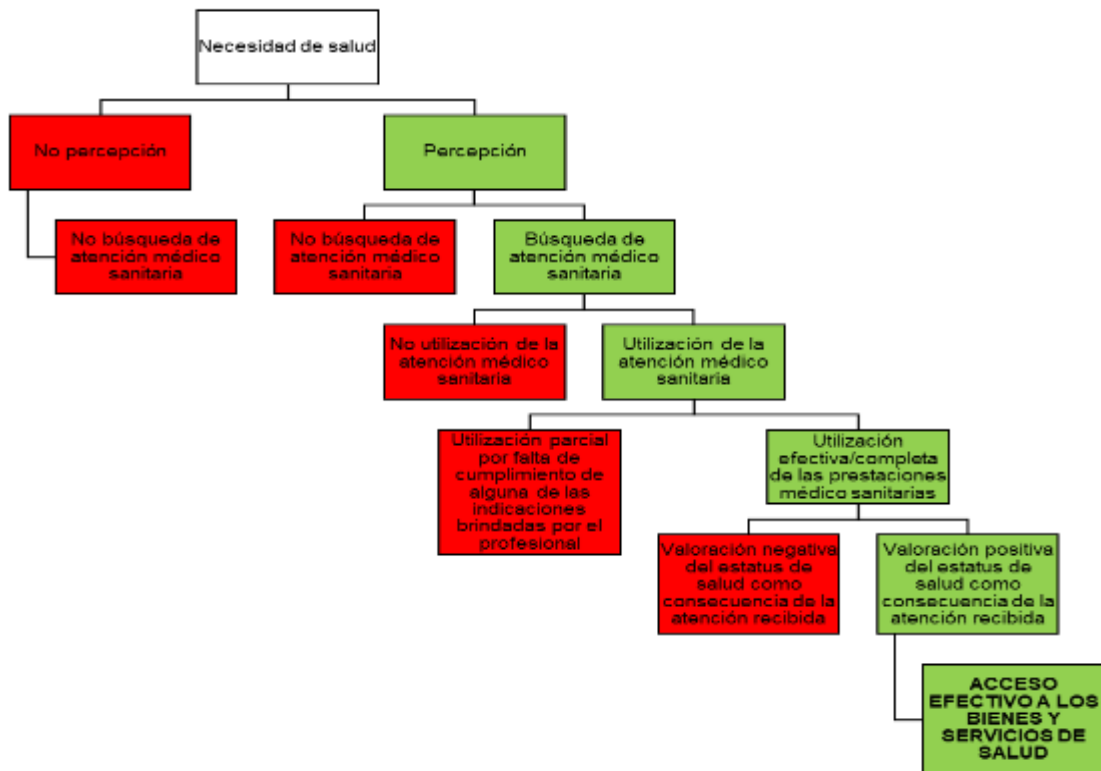 Necesidad de salud
No percepción
Percepción
No búsqueda de
atención médico
sanitaria
No búsqueda de
atención médico
sanitaria
Búsqueda de
atención médico
sanitaria
No utilización de la
atención médico
sanitaria
Utilización de la
atención médico
sanitaria
Utilización parcial
por falta de
cumplimiento de
alguna de las
indicaciones
brindadas por el
profesional
Utilización
efectiva/completa
de las prestaciones
médico sanitarias
Valoración negativa
del estatus de
salud como
consecuencia de la
atención recibida
Valoración positiva
del estatus de
salud como
consecuencia de la
atención recibida
ACCESO
EFECTIVO A LOS
BIENES Y
SERVICIOS DE
SALUD